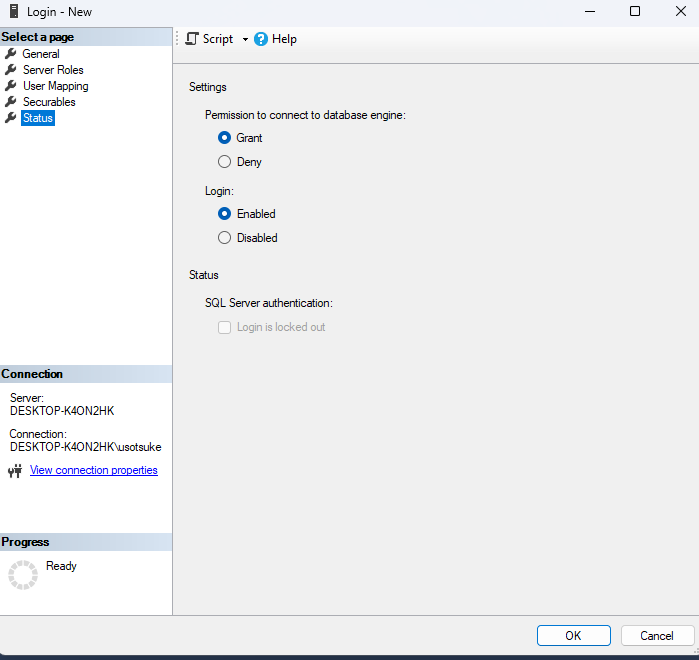 Login - New
Select a page
General
Server Roles
User Mapping
Securables
Status
Script
Help
Settings
Permission to connect to database engine:
Grant
Deny
Login:
Enabled
Disabled
Status
SQL Server authentication:
Login is locked out
Connection
Server:
DESKTOP-K4ON2HK
Connection:
DESKTOP-K4ON2HK\usotsuke
View connection properties
Progress
Ready
OK
Cancel